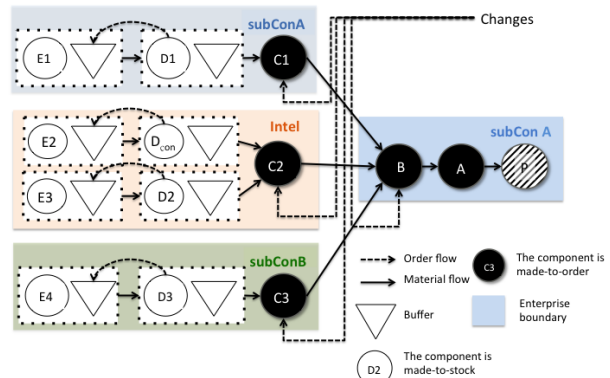 subConA
Changes
E1
D1
C1
Intel
E2
Dcon
C2
E3
D2
subCon A
B
A
P
subConB
E4
D3
C3
Order flow
Material flow
Buffer
D2
The component is
made-to-stock
C3
The component is
made-to-order
Enterprise
boundary